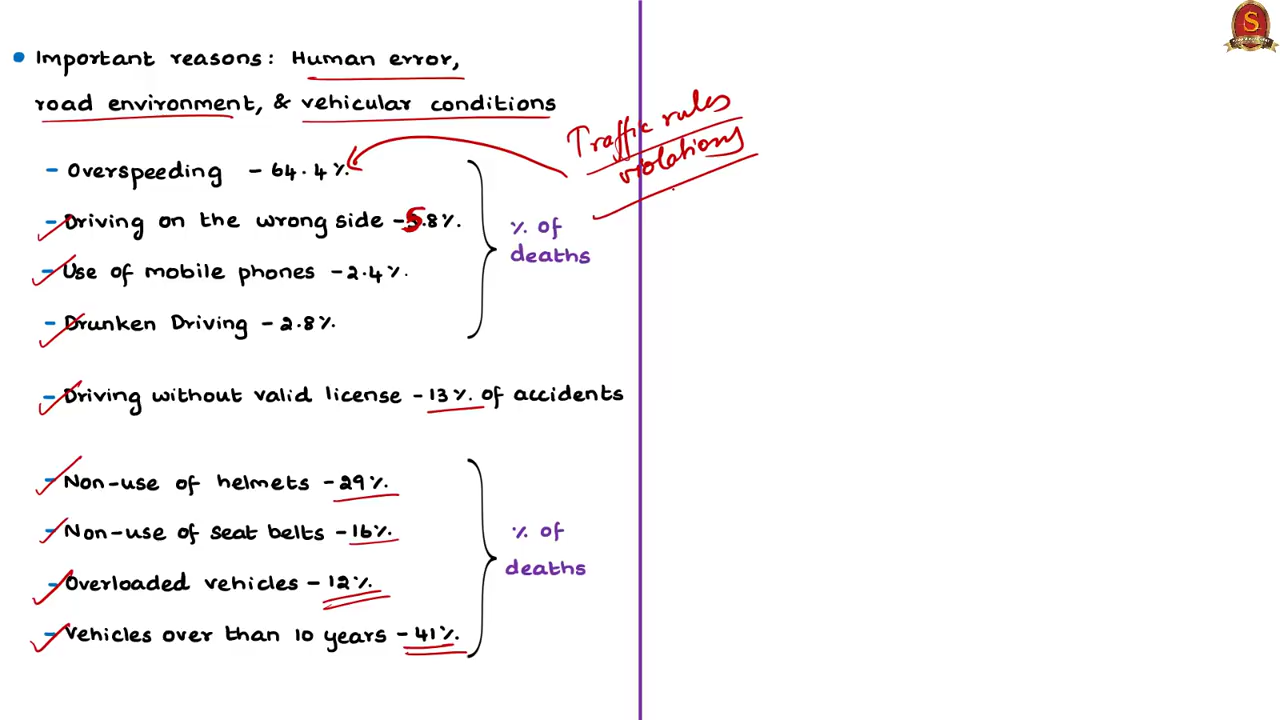 • Important reasons: Human error,
road environment, & vehicular conditions
Traffic rules
violations
- Overspeeding - 64.4%.
- Driving on the wrong side - 5.8%.
- Use of mobile phones - 2.4%.
- Drunken Driving - 2.8%.
% of
deaths
- Driving without valid license - 13% of accidents
- Non-use of helmets - 29%.
- Non-use of seat belts - 16%.
- Overloaded vehicles - 12%.
- Vehicles over than 10 years - 41%.
% of
deaths
S